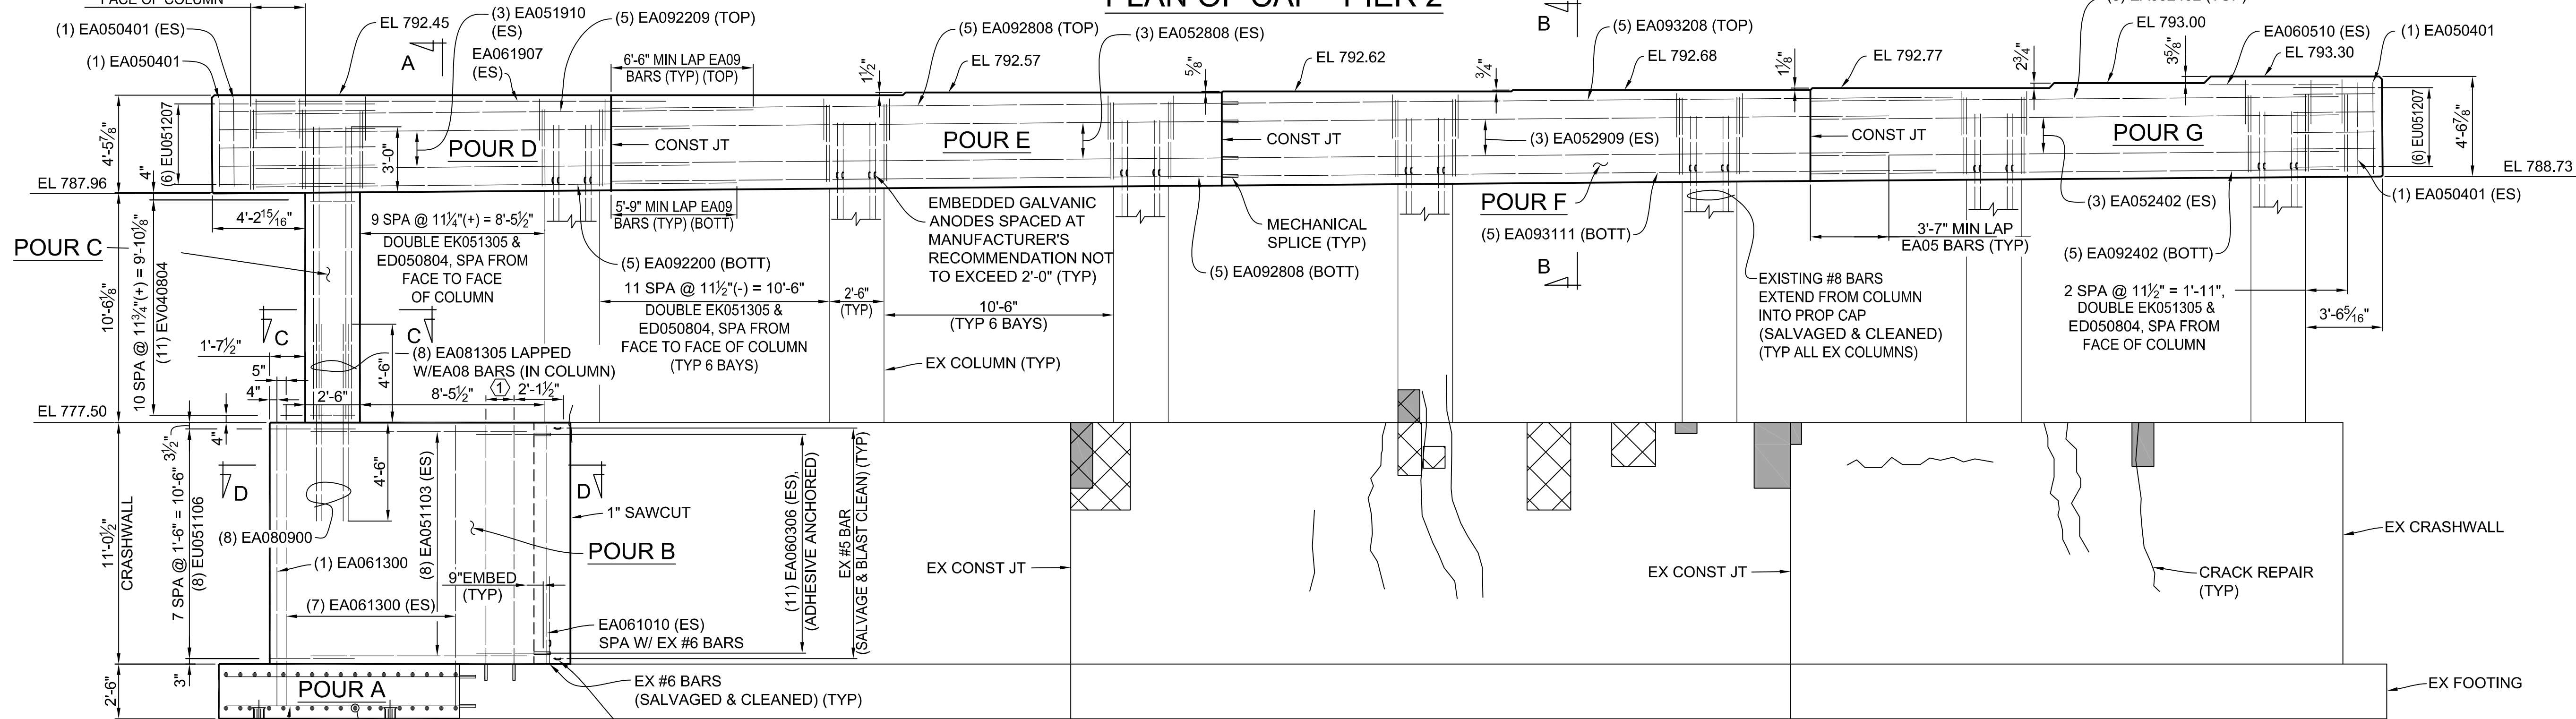 FACE OF COLUMN
PLAN OF CAP - PIER 2
(1) EA050401 (ES)
(1) EA050401
EL 792.45
A
(3) EA051910
(ES)
EA061907
(ES)
(5) EA092209 (TOP)
6'-6" MIN LAP EA09
BARS (TYP) (TOP)
1½"
(5) EA092808 (TOP)
EL 792.57
(3) EA052808 (ES)
5⁄8"
EL 792.62
B
¾"
(5) EA093208 (TOP)
EL 792.68
1⅛"
EL 792.77
2¾"
EL 793.00
3⅝"
EA060510 (ES)
EL 793.30
(1) EA050401
4'-5⅞"
4"
(6) EU051207
3'-0"
POUR D
CONST JT
POUR E
CONST JT
(3) EA052909 (ES)
CONST JT
POUR G
(6) EU051207
4'-6⅞"
EL 787.96
EL 788.73
4'-2 15⁄16"
9 SPA @ 11¼"(+) = 8'-5½"
DOUBLE EK051305 &
ED050804, SPA FROM
FACE TO FACE
OF COLUMN
5'-9" MIN LAP EA09
BARS (TYP) (BOTT)
(5) EA092200 (BOTT)
11 SPA @ 11½"(-) = 10'-6"
DOUBLE EK051305 &
ED050804, SPA FROM
FACE TO FACE OF COLUMN
(TYP 6 BAYS)
2'-6"
(TYP)
EMBEDDED GALVANIC
ANODES SPACED AT
MANUFACTURER'S
RECOMMENDATION NOT
TO EXCEED 2'-0" (TYP)
10'-6"
(TYP 6 BAYS)
EX COLUMN (TYP)
(5) EA092808 (BOTT)
MECHANICAL
SPLICE (TYP)
POUR F
(5) EA093111 (BOTT)
B
EXISTING #8 BARS
EXTEND FROM COLUMN
INTO PROP CAP
(SALVAGED & CLEANED)
(TYP ALL EX COLUMNS)
3'-7" MIN LAP
EA05 BARS (TYP)
(3) EA052402 (ES)
(1) EA050401 (ES)
(5) EA092402 (BOTT)
2 SPA @ 11½" = 1'-11",
DOUBLE EK051305 &
ED050804, SPA FROM
FACE OF COLUMN
3'-6 5⁄16"
POUR C
10'-6⅛"
10 SPA @ 11¾"(+) = 9'-10⅛"
(11) EV040804
C
C
1'-7½"
5"
4"
2'-6"
(8) EA081305 LAPPED
W/EA08 BARS (IN COLUMN)
4'-6"
8'-5½"
1
2'-1½"
EL 777.50
4"
3½"
11'-0½"
CRASHWALL
7 SPA @ 1'-6" = 10'-6"
(8) EU051106
D
D
4'-6"
(8) EA080900
(1) EA061300
(7) EA061300 (ES)
(8) EA051103 (ES)
9"EMBED
(TYP)
1" SAWCUT
POUR B
(11) EA060306 (ES),
(ADHESIVE ANCHORED)
EX #5 BAR
(SALVAGE & BLAST CLEAN) (TYP)
EA061010 (ES)
SPA W/ EX #6 BARS
EX CONST JT
EX CONST JT
EX CRASHWALL
CRACK REPAIR
(TYP)
2'-6"
3"
POUR A
EX #6 BARS
(SALVAGED & CLEANED) (TYP)
EX FOOTING